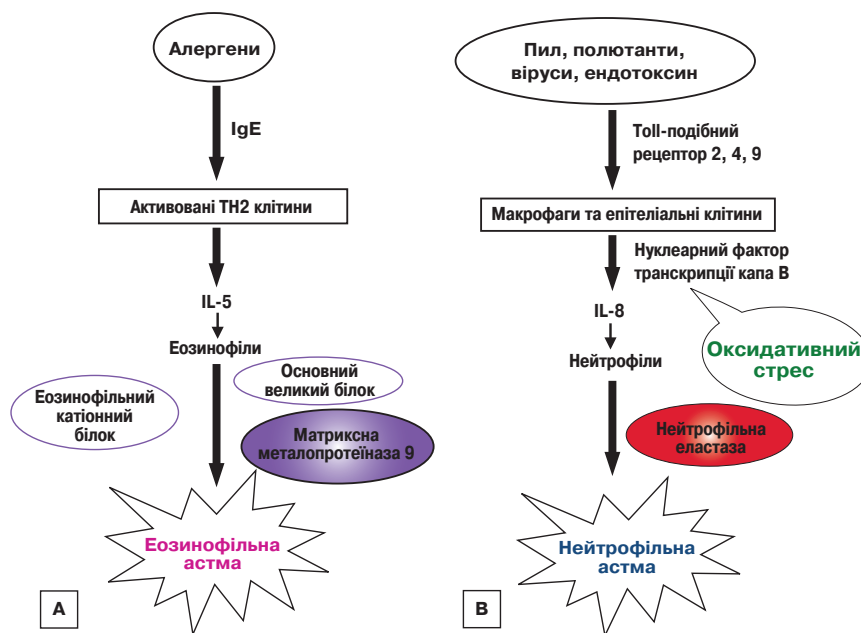 Алергени
IgE
Активовані ТН2 клітини
IL-5
Еозинофіли
Еозинофільний
катіонний
білок
Основний
великий білок
Матриксна
металопротеїназа 9
Еозинофільна
астма
А
Пил, полютанти,
віруси, ендотоксин
Toll-подібний
рецептор 2, 4, 9
Макрофаги та епітеліальні клітини
Нуклеарний фактор
транскрипції капа В
IL-8
Нейтрофіли
Оксидативний
стрес
Нейтрофільна
еластаза
Нейтрофільна
астма
В